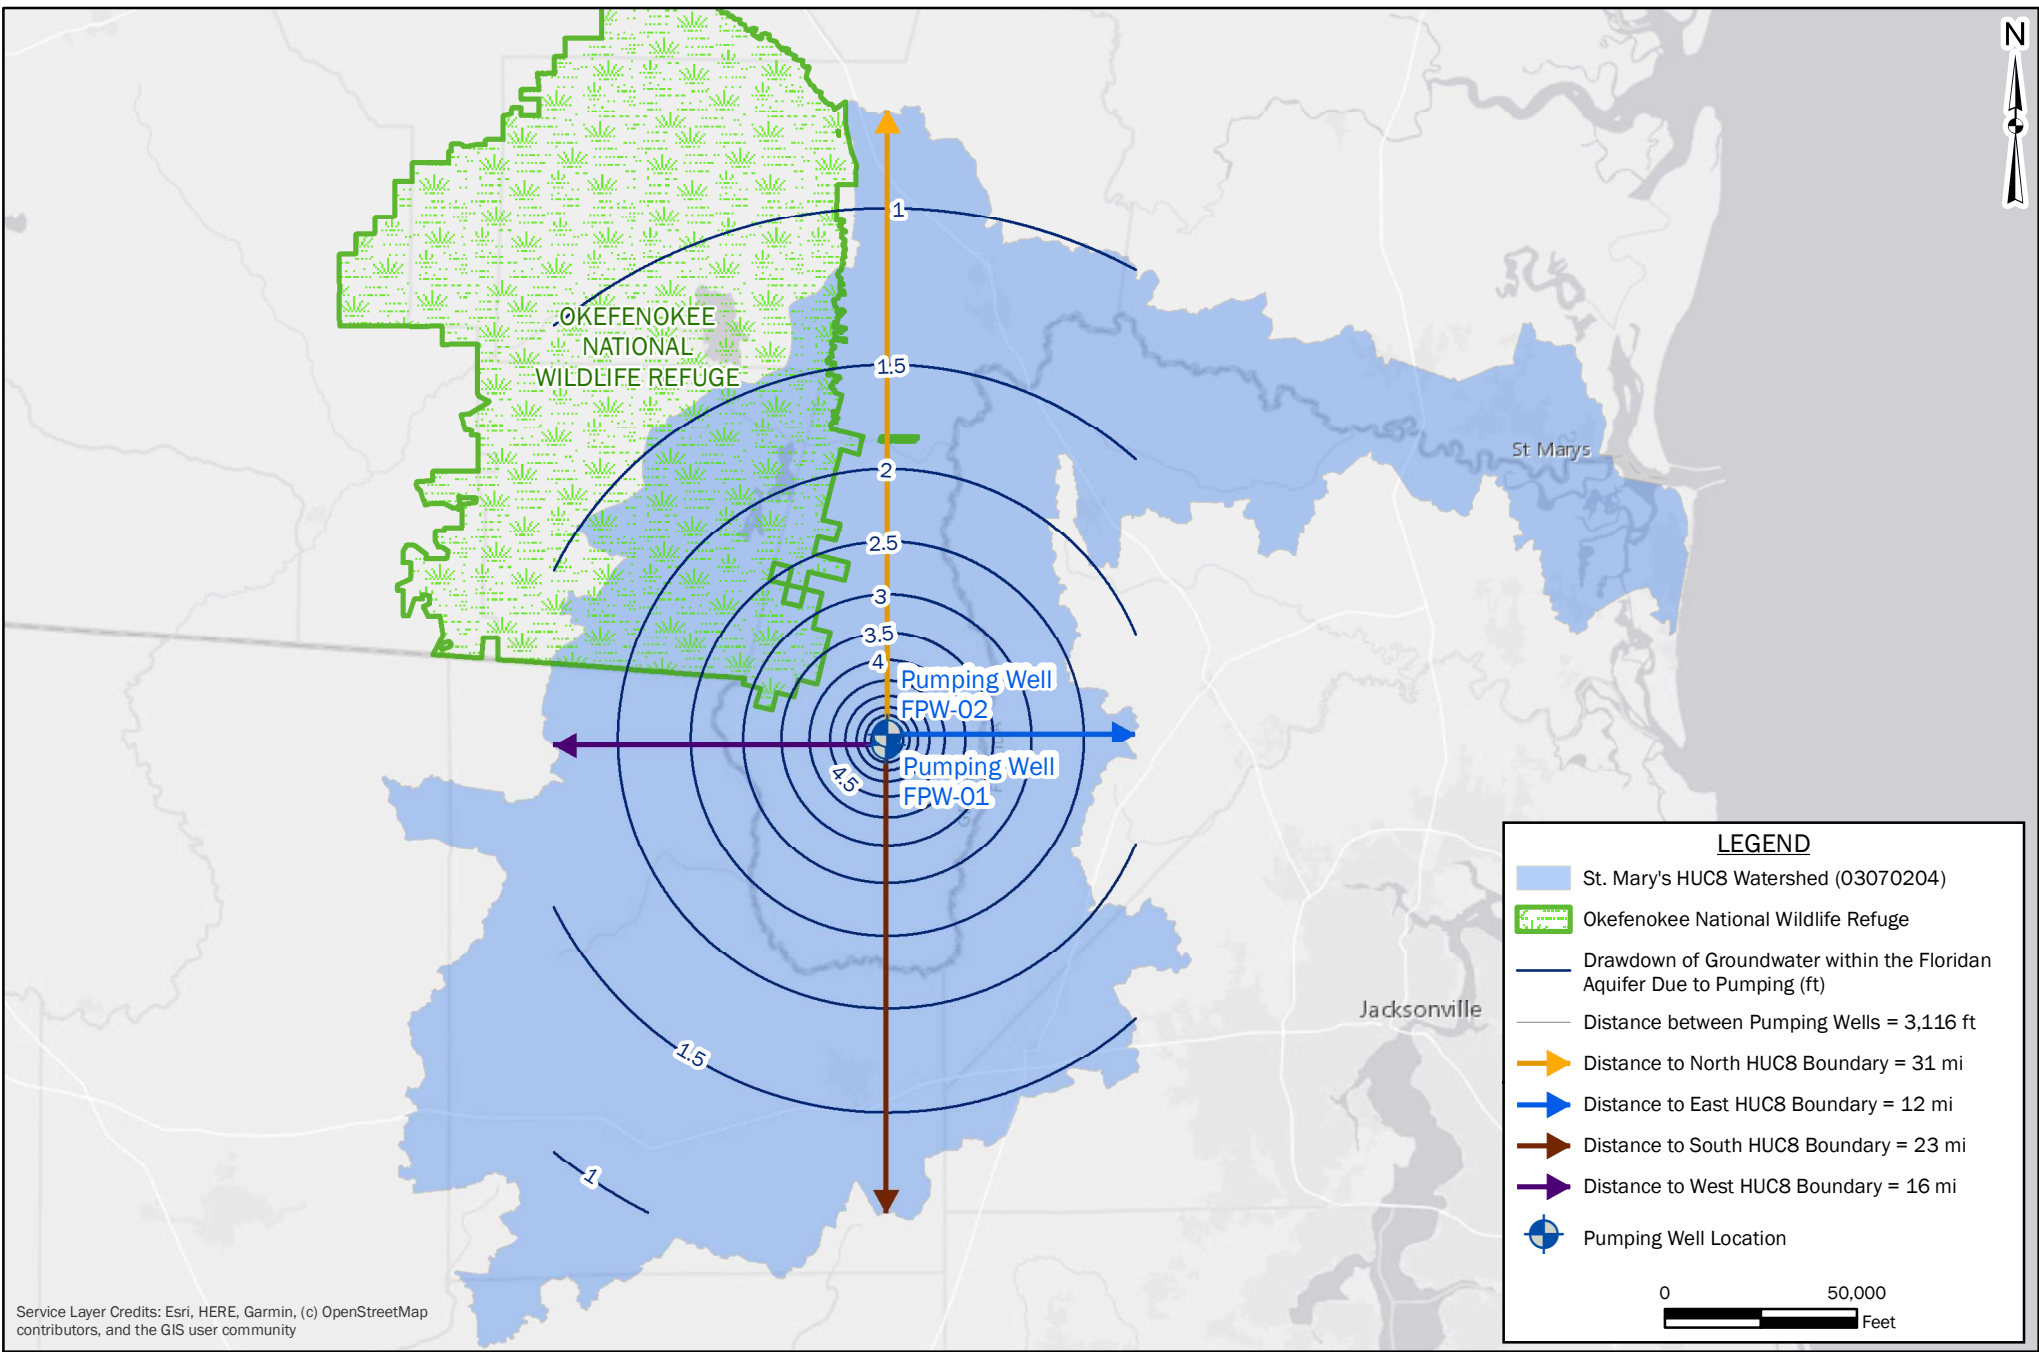 N
1
OKEFENOKEE
NATIONAL
WILDLIFE REFUGE
1.5
St Marys
2
2.5
3
3.5
4
Pumping Well
FPW-02
Pumping Well
FPW-01
4.5
Jacksonville
1.5
1
LEGEND
St. Mary's HUC8 Watershed (03070204)
Okefenokee National Wildlife Refuge
Drawdown of Groundwater within the Floridan
Aquifer Due to Pumping (ft)
Distance between Pumping Wells = 3,116 ft
Distance to North HUC8 Boundary = 31 mi
Distance to East HUC8 Boundary = 12 mi
Distance to South HUC8 Boundary = 23 mi
Distance to West HUC8 Boundary = 16 mi
Pumping Well Location
0 50,000
Feet
Service Layer Credits: Esri, HERE, Garmin, (c) OpenStreetMap
contributors, and the GIS user community